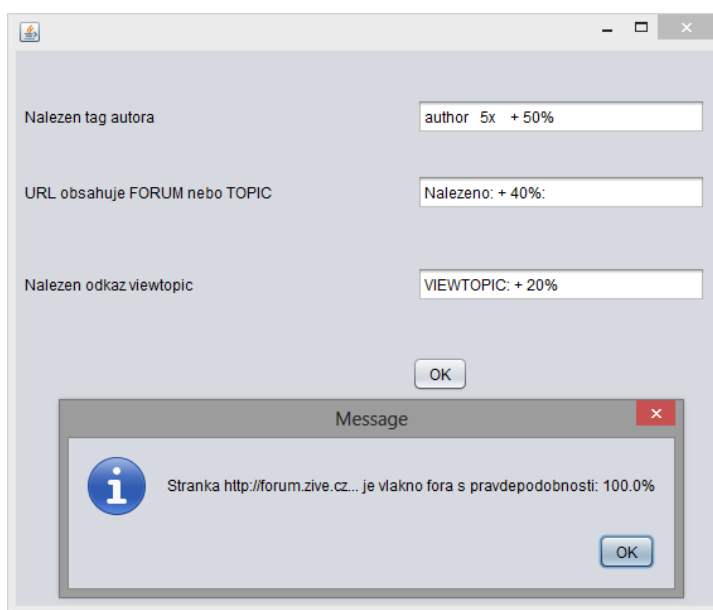 Nalezen tag autora
author 5x + 50%
URL obsahuje FORUM nebo TOPIC
Nalezeno: + 40%:
Nalezen odkaz viewtopic
VIEWTOPIC: + 20%
OK
Message
Stranka http://forum.zive.cz... je vlakno fora s pravdepodobnosti: 100.0%
OK